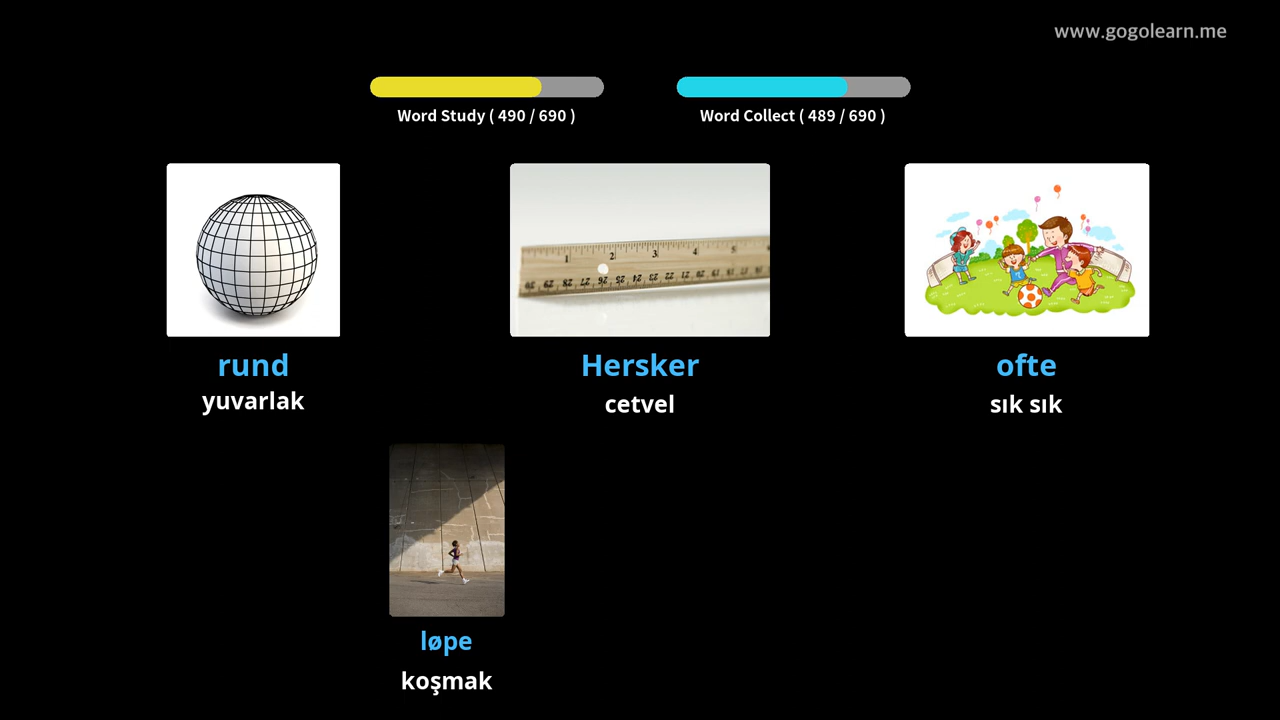 www.gogolearn.me
Word Study ( 490 / 690 )
Word Collect ( 489 / 690 )
rund
yuvarlak
Hersker
cetvel
ofte
sık sık
løpe
koşmak